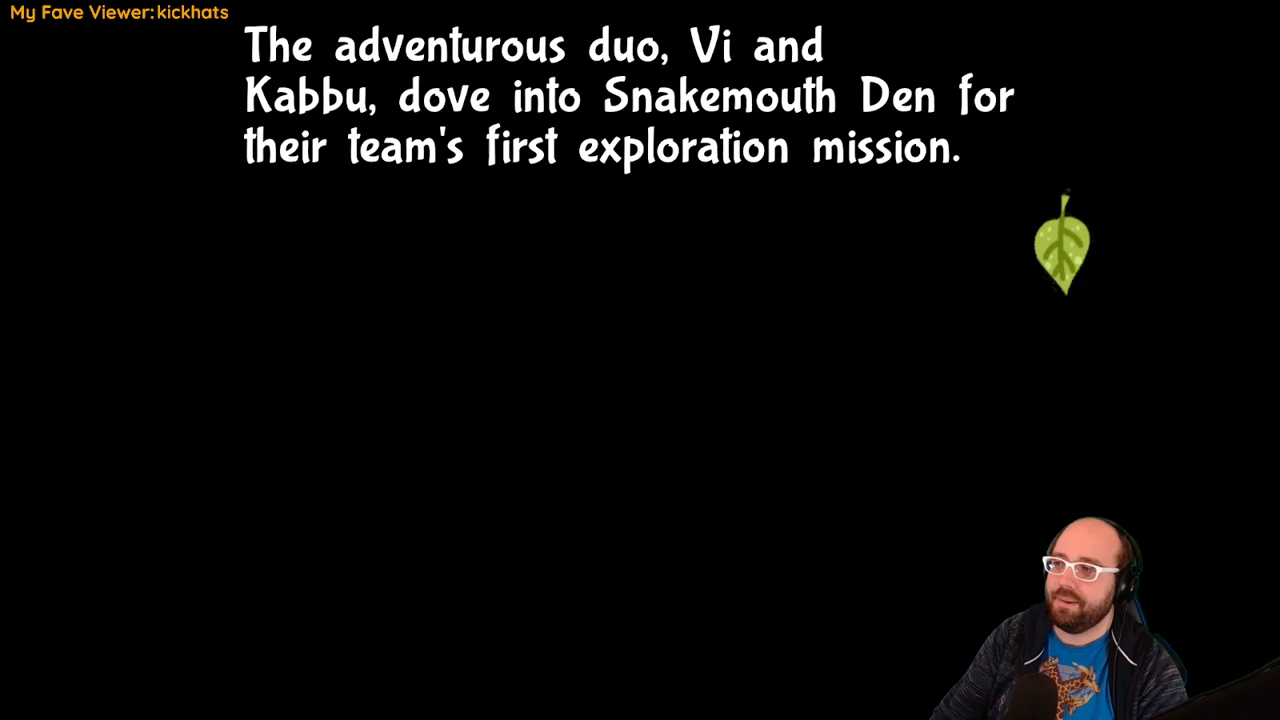 My Fave Viewer: kickhats
The adventurous duo, Vi and
Kabbu, dove into Snakemouth Den for
their team's first exploration mission.